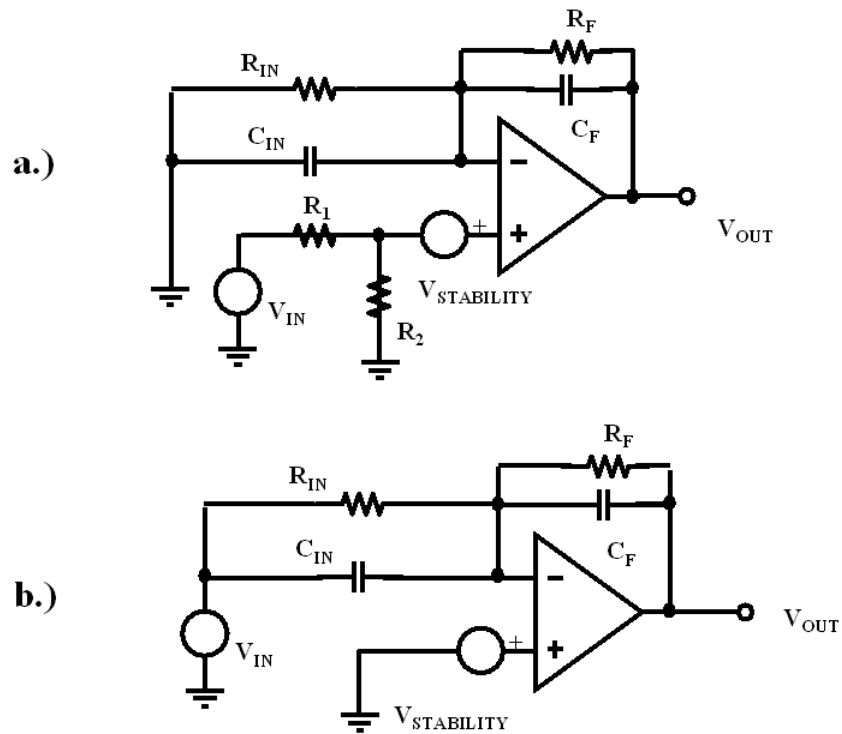 R_F
R_IN
C_IN
C_F
a.)
R_1
−
+
+
V_OUT
V_STABILITY
V_IN
R_2
R_F
R_IN
C_IN
C_F
b.)
−
+
+
V_OUT
V_IN
V_STABILITY